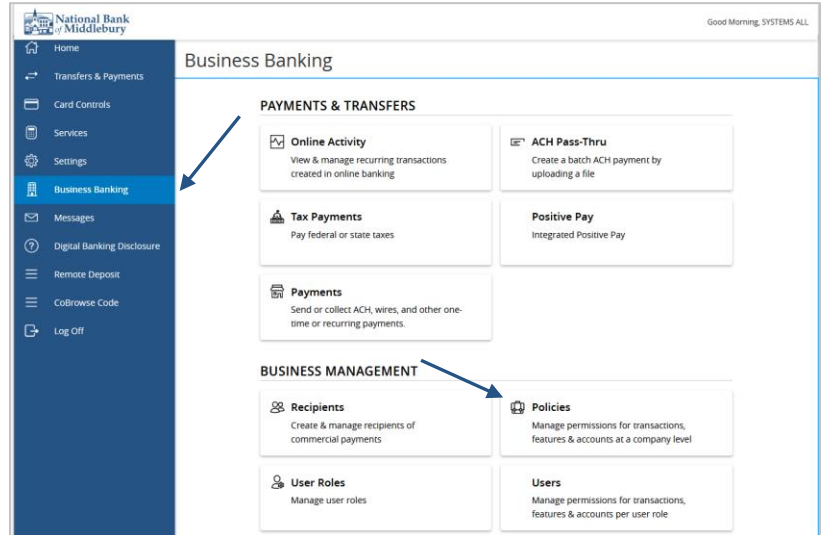 National Bank
of Middlebury
Good Morning, SYSTEMS ALL
Home
Transfers & Payments
Card Controls
Services
Settings
Business Banking
Messages
Digital Banking Disclosure
Remote Deposit
CoBrowse Code
Log Off
Business Banking
PAYMENTS & TRANSFERS
Online Activity
View & manage recurring transactions
created in online banking
ACH Pass-Thru
Create a batch ACH payment by
uploading a file
Tax Payments
Pay federal or state taxes
Positive Pay
Integrated Positive Pay
Payments
Send or collect ACH, wires, and other one-
time or recurring payments.
BUSINESS MANAGEMENT
Recipients
Create & manage recipients of
commercial payments
Policies
Manage permissions for transactions,
features & accounts at a company level
User Roles
Manage user roles
Users
Manage permissions for transactions,
features & accounts per user role